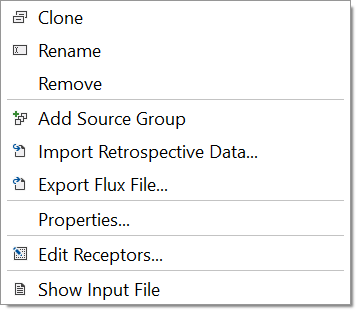 Clone
Rename
Remove
Add Source Group
Import Retrospective Data...
Export Flux File...
Properties...
Edit Receptors...
Show Input File